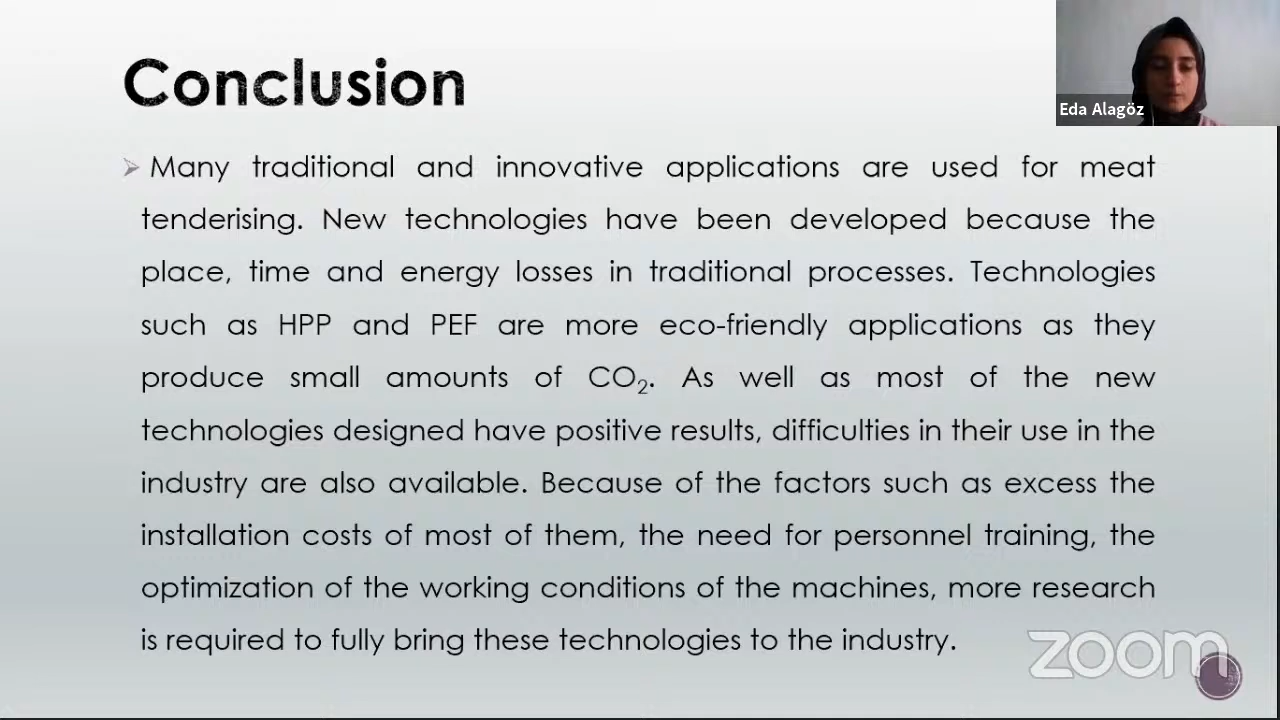 Conclusion
Eda Alagöz
Many traditional and innovative applications are used for meat
tenderising. New technologies have been developed because the
place, time and energy losses in traditional processes. Technologies
such as HPP and PEF are more eco-friendly applications as they
produce small amounts of CO₂. As well as most of the new
technologies designed have positive results, difficulties in their use in the
industry are also available. Because of the factors such as excess the
installation costs of most of them, the need for personnel training, the
optimization of the working conditions of the machines, more research
is required to fully bring these technologies to the industry.
zoom